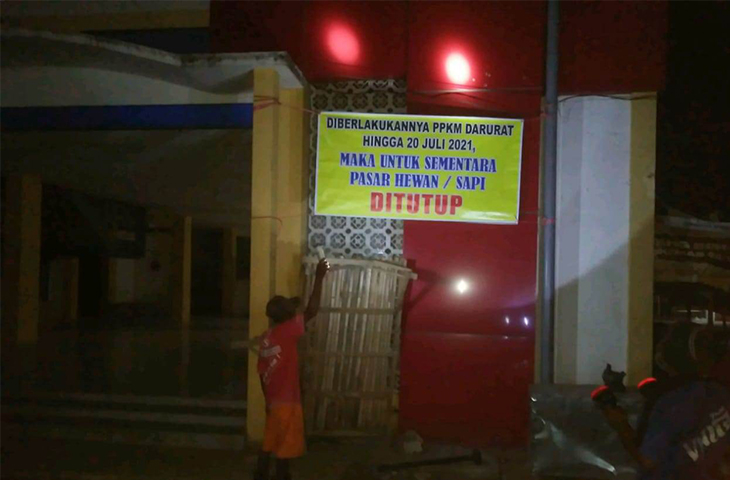 DIBERLAKUKANNYA PPKM DARURAT
HINGGA 20 JULI 2021,
MAKA UNTUK SEMENTARA
PASAR HEWAN / SAPI
DITUTUP